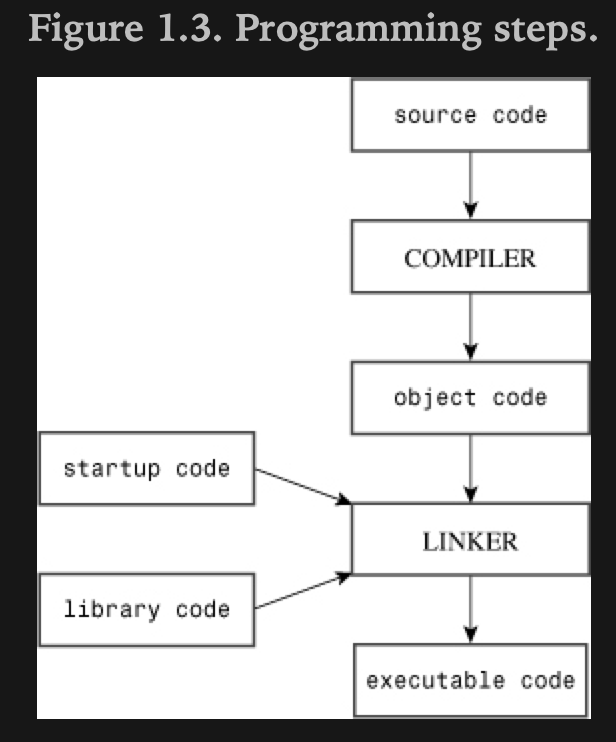 Figure 1.3. Programming steps.
source code
COMPILER
object code
startup code
LINKER
library code
executable code